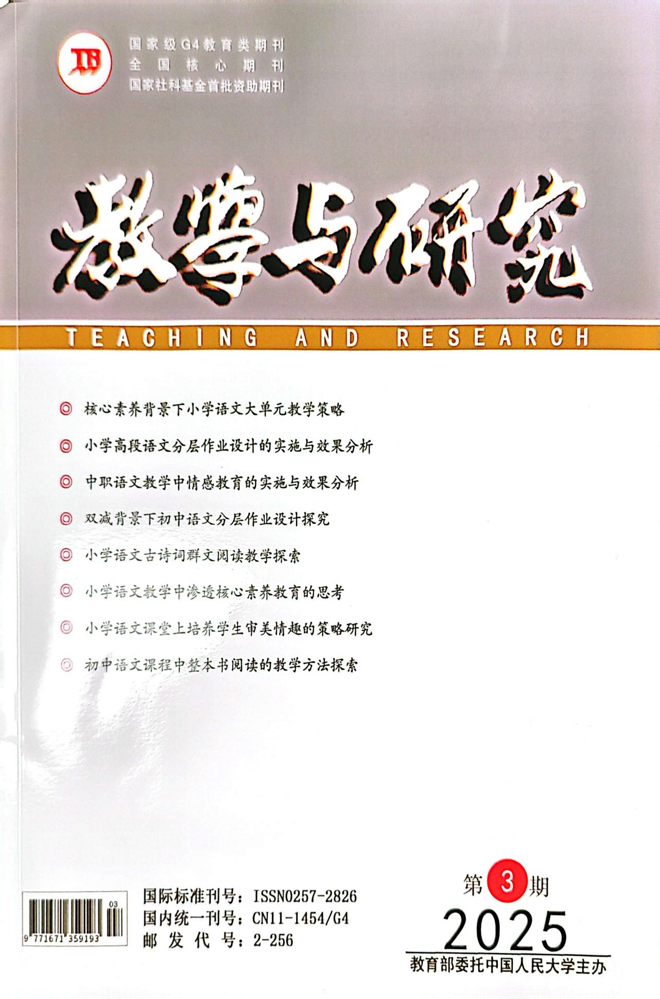 国家级G4教育类期刊
全国核心期刊
国家社科基金首批资助期刊
教学与研究
TEACHING AND RESEARCH
◎ 核心素养背景下小学语文大单元教学策略
◎ 小学高段语文分层作业设计的实施与效果分析
◎ 中职语文教学中情感教育的实施与效果分析
◎ 双减背景下初中语文分层作业设计探究
◎ 小学语文古诗词群文阅读教学探索
◎ 小学语文教学中渗透核心素养教育的思考
◎ 小学语文课堂上培养学生审美情趣的策略研究
◎ 初中语文课程中整本书阅读的教学方法探索
第3期
2025
教育部委托中国人民大学主办
国际标准刊号：ISSN0257-2826
国内统一刊号：CN11-1454/G4
邮发代号：2-256
03
9 771671 359193